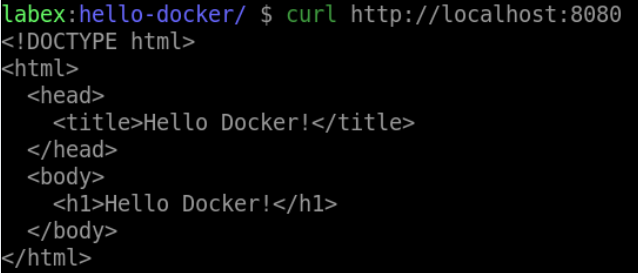 labex:hello-docker/ $ curl http://localhost:8080
<!DOCTYPE html>
<html>
  <head>
    <title>Hello Docker!</title>
  </head>
  <body>
    <h1>Hello Docker!</h1>
  </body>
</html>